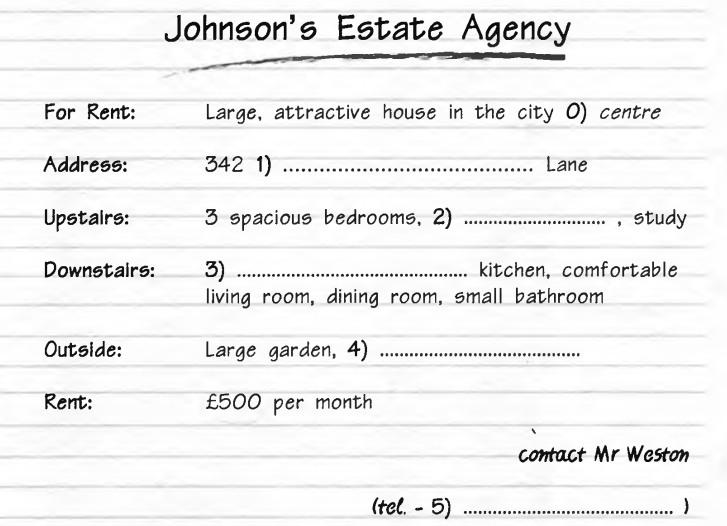 Johnson's Estate Agency
For Rent: Large, attractive house in the city 0) centre
Address: 342 1) ........................................ Lane
Upstairs: 3 spacious bedrooms, 2) ............................ , study
Downstairs: 3) ............................................... kitchen, comfortable
living room, dining room, small bathroom
Outside: Large garden, 4) ........................................
Rent: £500 per month
contact Mr Weston
(tel. - 5) .......................................... )